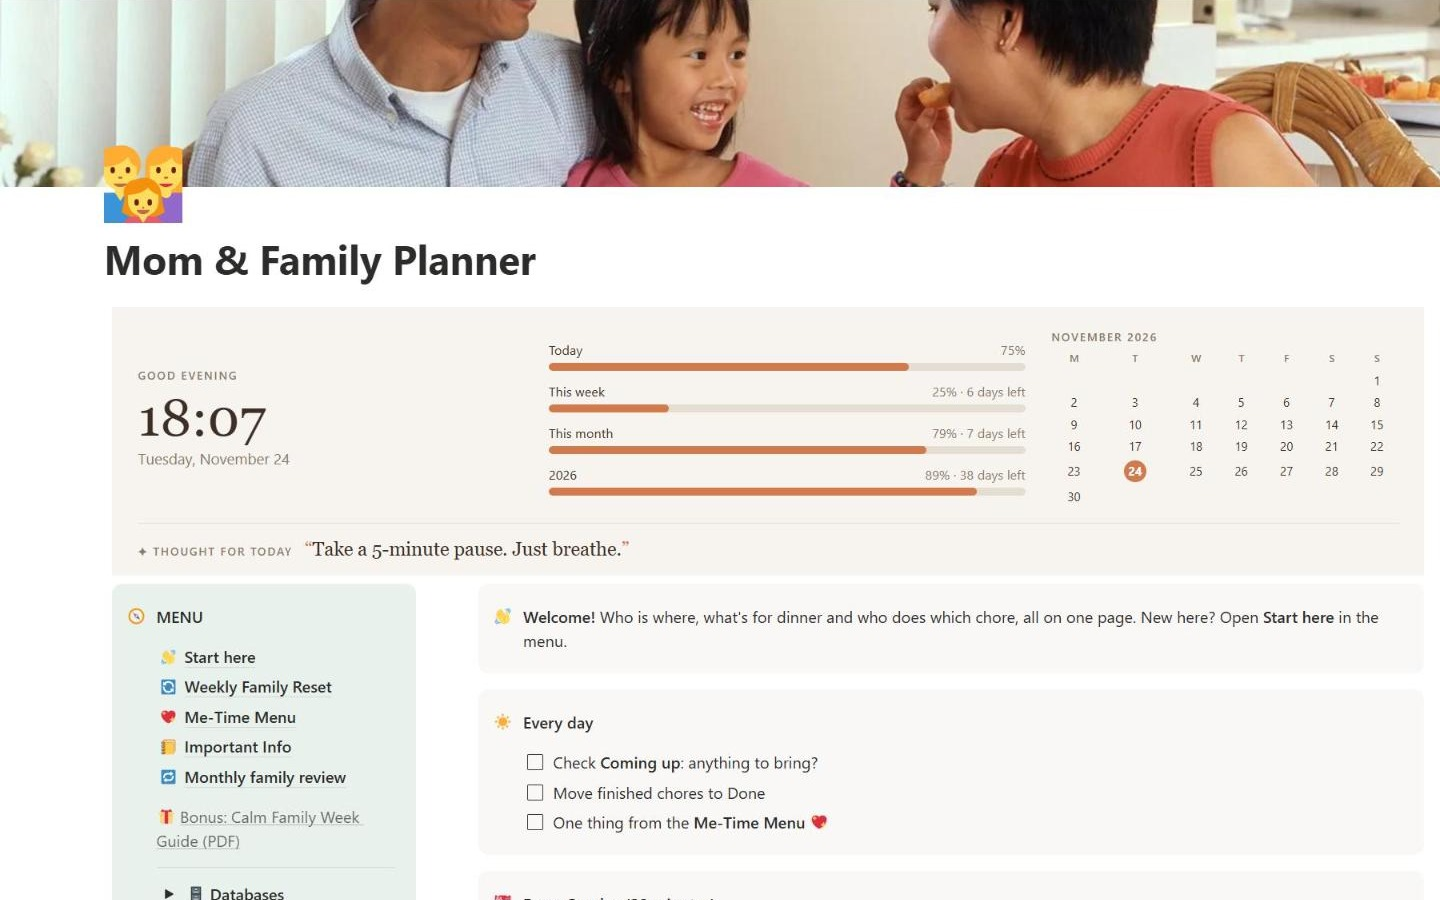 Mom & Family Planner
GOOD EVENING
18:07
Tuesday, November 24
Today 75%
This week 25% · 6 days left
This month 79% · 7 days left
2026 89% · 38 days left
NOVEMBER 2026
M T W T F S S
1
2 3 4 5 6 7 8
9 10 11 12 13 14 15
16 17 18 19 20 21 22
23 24 25 26 27 28 29
30
✦ THOUGHT FOR TODAY “Take a 5-minute pause. Just breathe.”
MENU
Start here
Weekly Family Reset
Me-Time Menu
Important Info
Monthly family review
Bonus: Calm Family Week
Guide (PDF)
Databases
Welcome! Who is where, what's for dinner and who does which chore, all on one page. New here? Open Start here in the
menu.
Every day
Check Coming up: anything to bring?
Move finished chores to Done
One thing from the Me-Time Menu